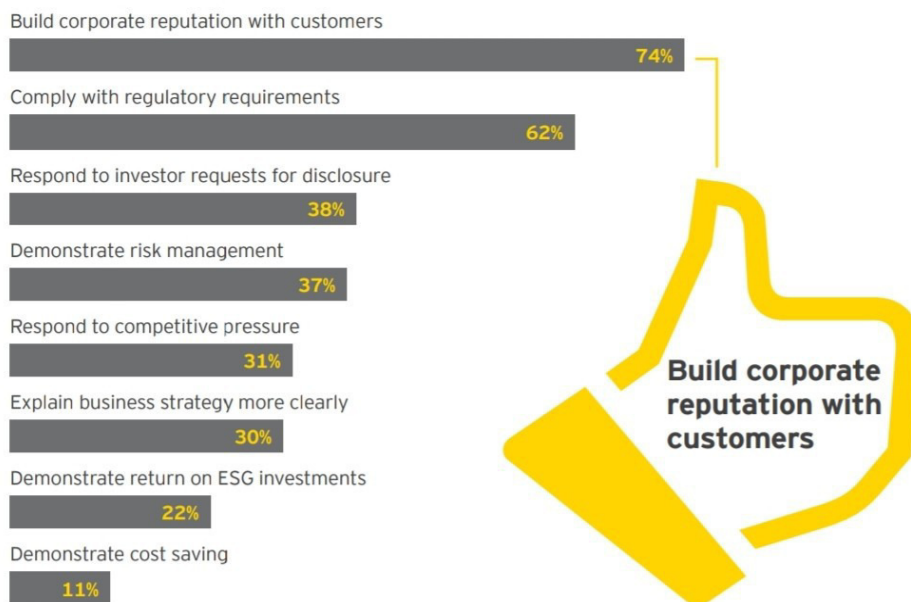 Build corporate reputation with customers
74%
Comply with regulatory requirements
62%
Respond to investor requests for disclosure
38%
Demonstrate risk management
37%
Respond to competitive pressure
31%
Explain business strategy more clearly
30%
Demonstrate return on ESG investments
22%
Demonstrate cost saving
11%
Build corporate
reputation with
customers